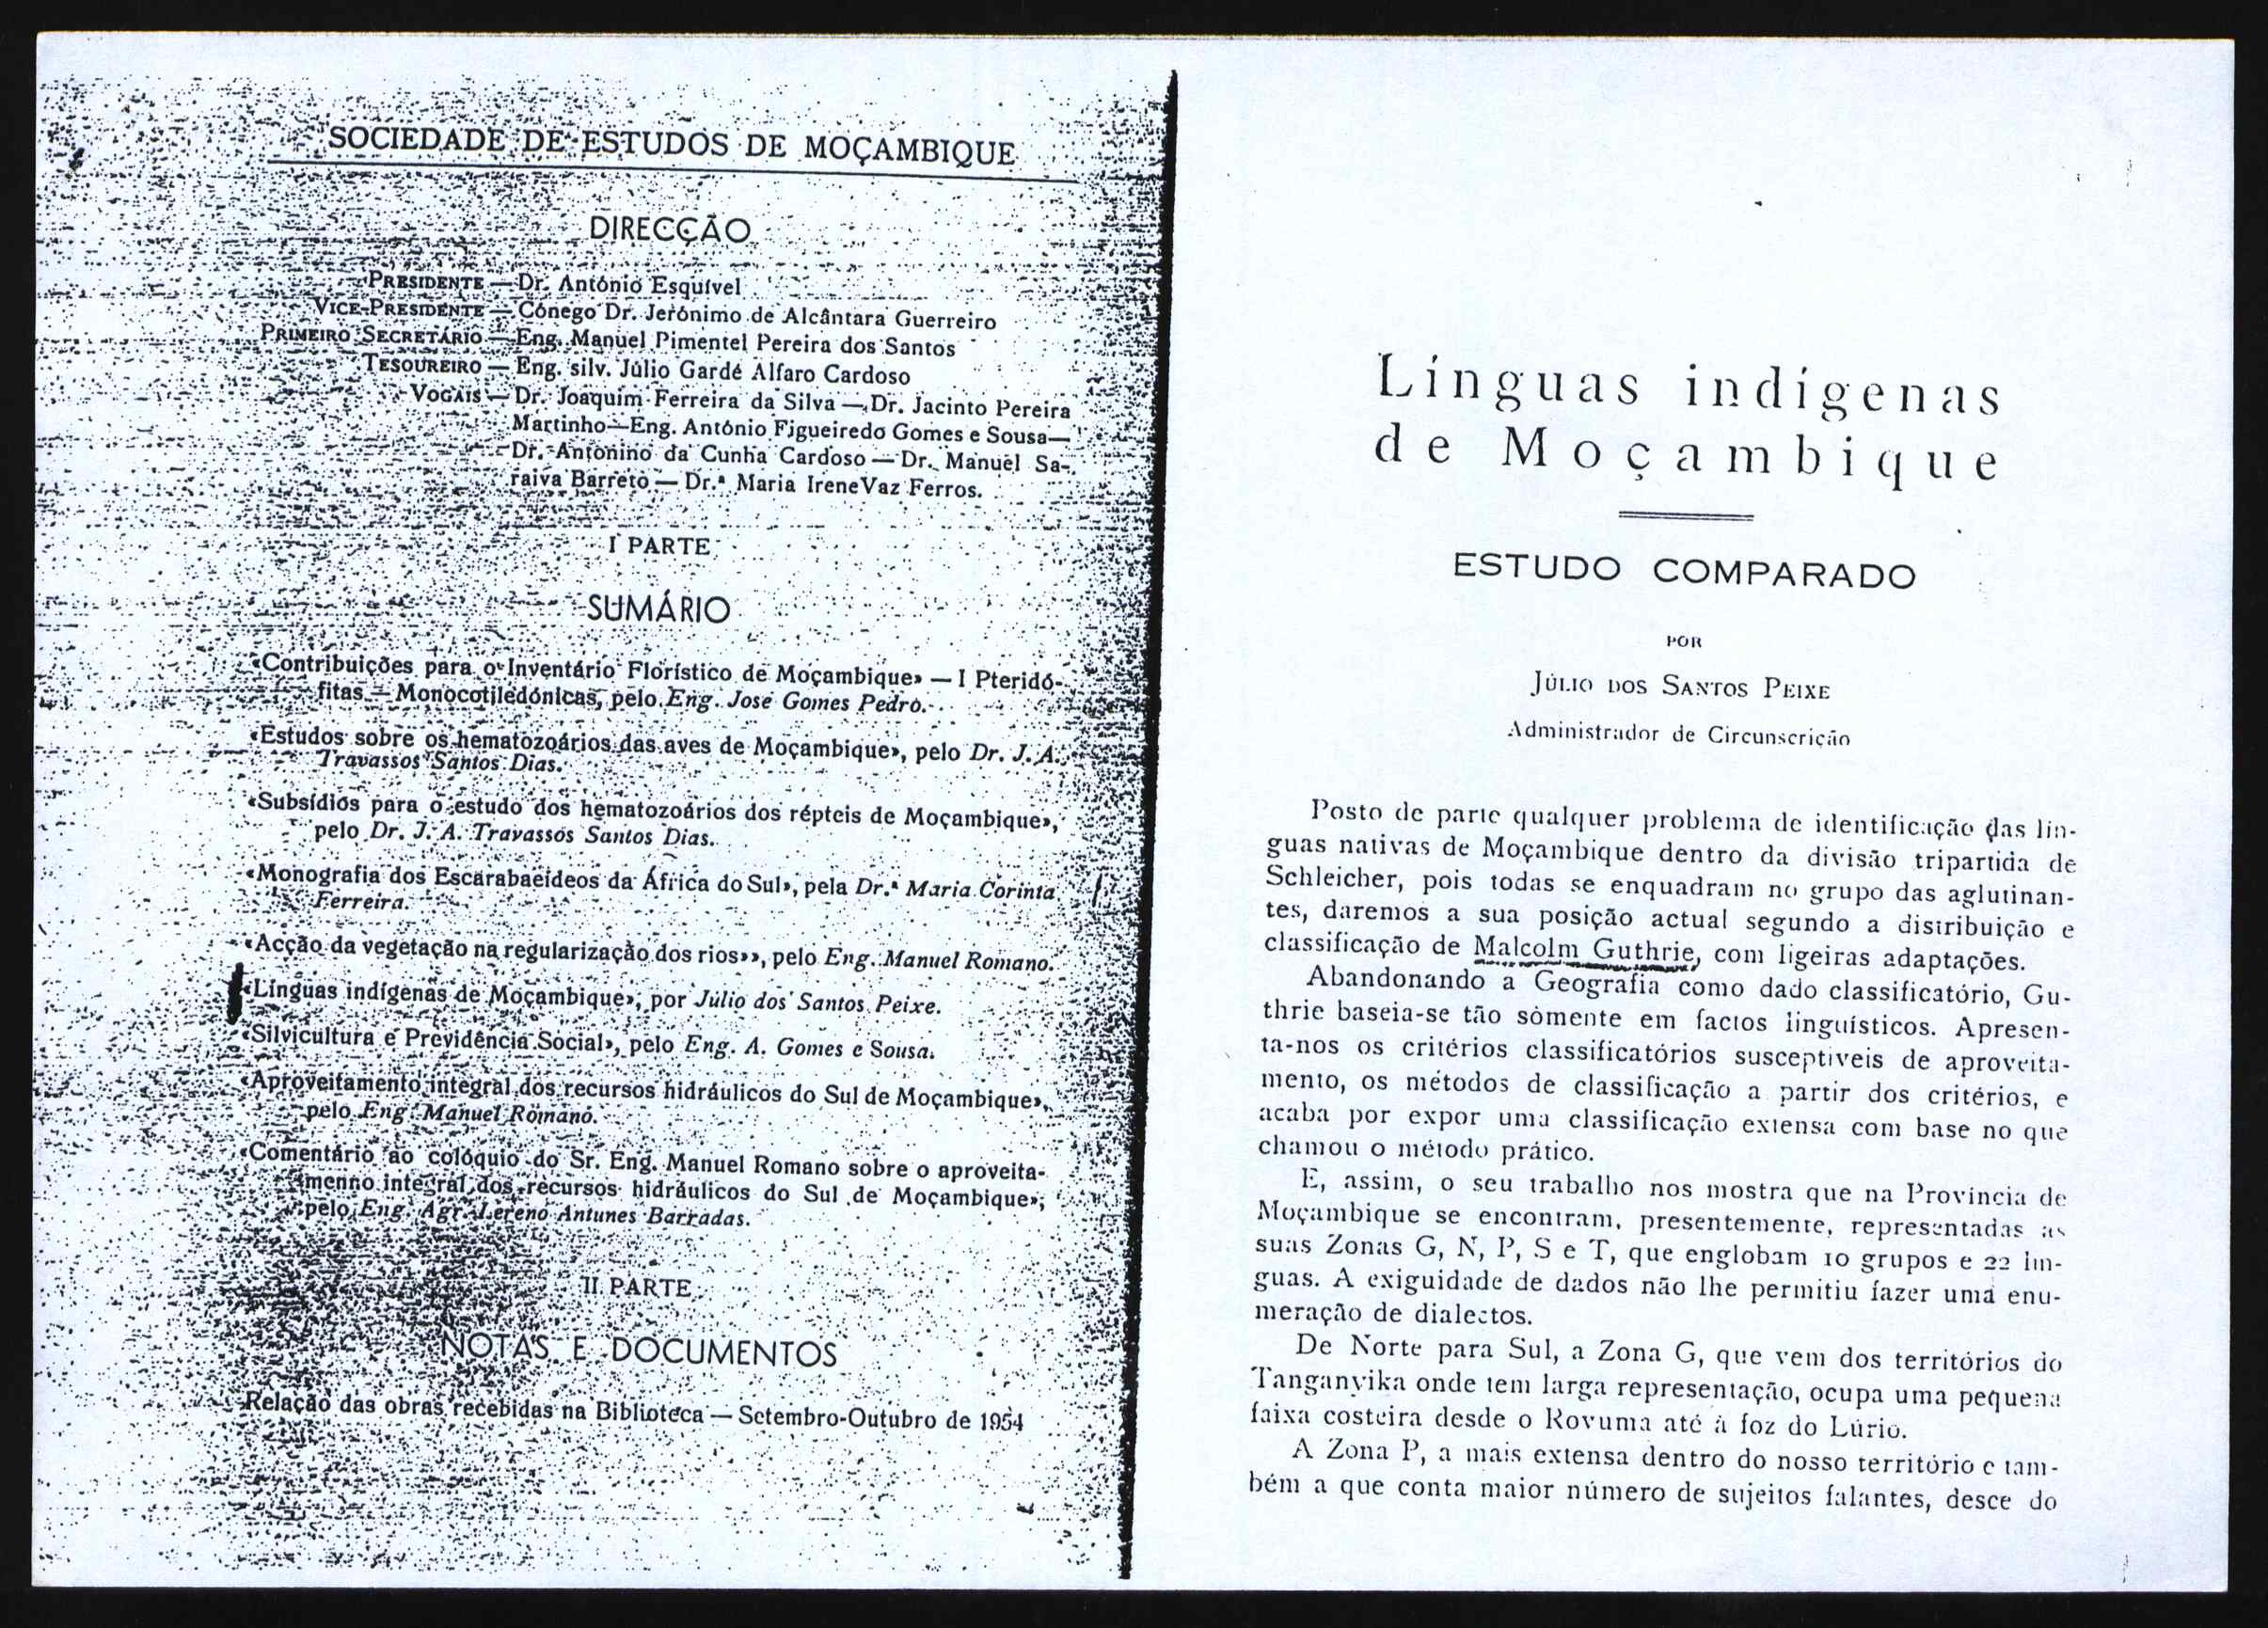 SOCIEDADE DE ESTUDOS DE MOÇAMBIQUE
DIRECÇÃO
PRESIDENTE — Dr. António Esquível
VICE-PRESIDENTE — Cónego Dr. Jerónimo de Alcântara Guerreiro
PRIMEIRO SECRETÁRIO — Eng. Manuel Pimentel Pereira dos Santos
TESOUREIRO — Eng. silv. Júlio Gardé Alfaro Cardoso
VOGAIS — Dr. Joaquim Ferreira da Silva — Dr. Jacinto Pereira
Martinho — Eng. António Figueiredo Gomes e Sousa —
Dr. Antonino da Cunha Cardoso — Dr. Manuel Sa-
raiva Barreto — Dr.ª Maria Irene Vaz Ferros.
I PARTE
SUMÁRIO
«Contribuições para o Inventário Florístico de Moçambique» — I Pteridó-
fitas — Monocotiledónicas, pelo Eng. José Gomes Pedro.
«Estudos sobre os hematozoários das aves de Moçambique», pelo Dr. J. A.
Travassos Santos Dias.
«Subsídios para o estudo dos hematozoários dos répteis de Moçambique»,
pelo Dr. J. A. Travassos Santos Dias.
«Monografia dos Escarabaeideos da África do Sul», pela Dr.ª Maria Corinta
Ferreira.
«Acção da vegetação na regularização dos rios»», pelo Eng. Manuel Romano.
«Línguas indígenas de Moçambique», por Júlio dos Santos Peixe.
«Silvicultura e Previdência Social», pelo Eng. A. Gomes e Sousa.
«Aproveitamento integral dos recursos hidráulicos do Sul de Moçambique»,
pelo Eng. Manuel Romano.
«Comentário ao colóquio do Sr. Eng. Manuel Romano sobre o aproveita-
menno integral dos recursos hidráulicos do Sul de Moçambique»,
pelo Eng. Agr. Lereno Antunes Barradas.
II PARTE
NOTAS E DOCUMENTOS
Relação das obras recebidas na Biblioteca — Setembro-Outubro de 1954
Línguas indígenas
de Moçambique
ESTUDO COMPARADO
POR
JÚLIO DOS SANTOS PEIXE
Administrador de Circunscrição
Posto de parte qualquer problema de identificação das lín-
guas nativas de Moçambique dentro da divisão tripartida de
Schleicher, pois todas se enquadram no grupo das aglutinan-
tes, daremos a sua posição actual segundo a distribuição e
classificação de Malcolm Guthrie, com ligeiras adaptações.
Abandonando a Geografia como dado classificatório, Gu-
thrie baseia-se tão sòmente em factos linguísticos. Apresen-
ta-nos os critérios classificatórios susceptíveis de aproveita-
mento, os métodos de classificação a partir dos critérios, e
acaba por expor uma classificação extensa com base no que
chamou o método prático.
E, assim, o seu trabalho nos mostra que na Província de
Moçambique se encontram, presentemente, representadas as
suas Zonas G, N, P, S e T, que englobam 10 grupos e 22 lín-
guas. A exiguidade de dados não lhe permitiu fazer uma enu-
meração de dialectos.
De Norte para Sul, a Zona G, que vem dos territórios do
Tanganyika onde tem larga representação, ocupa uma pequena
faixa costeira desde o Rovuma até à foz do Lúrio.
A Zona P, a mais extensa dentro do nosso território e tam-
bém a que conta maior número de sujeitos falantes, desce do